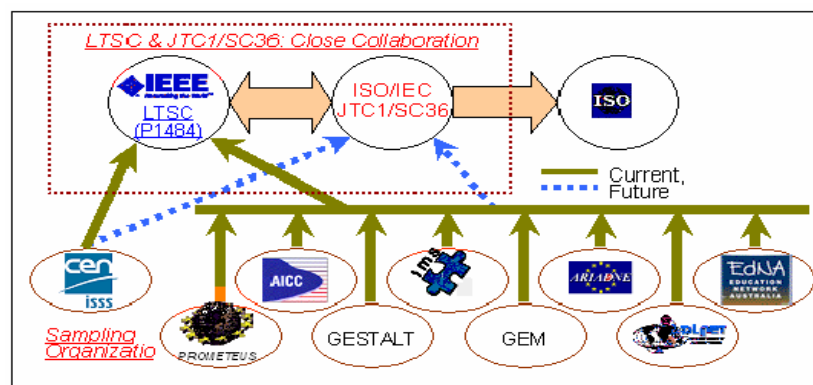 LTSC & JTC1/SC36: Close Collaboration
IEEE
LTSC
(P1484)
ISO/IEC
JTC1/SC36
ISO
Current,
Future
cen
isss
AICC
ims
ARIADNE
EdNA
EDUCATION
NETWORK
AUSTRALIA
Sampling
Organizatio
PROMETEUS
GESTALT
GEM